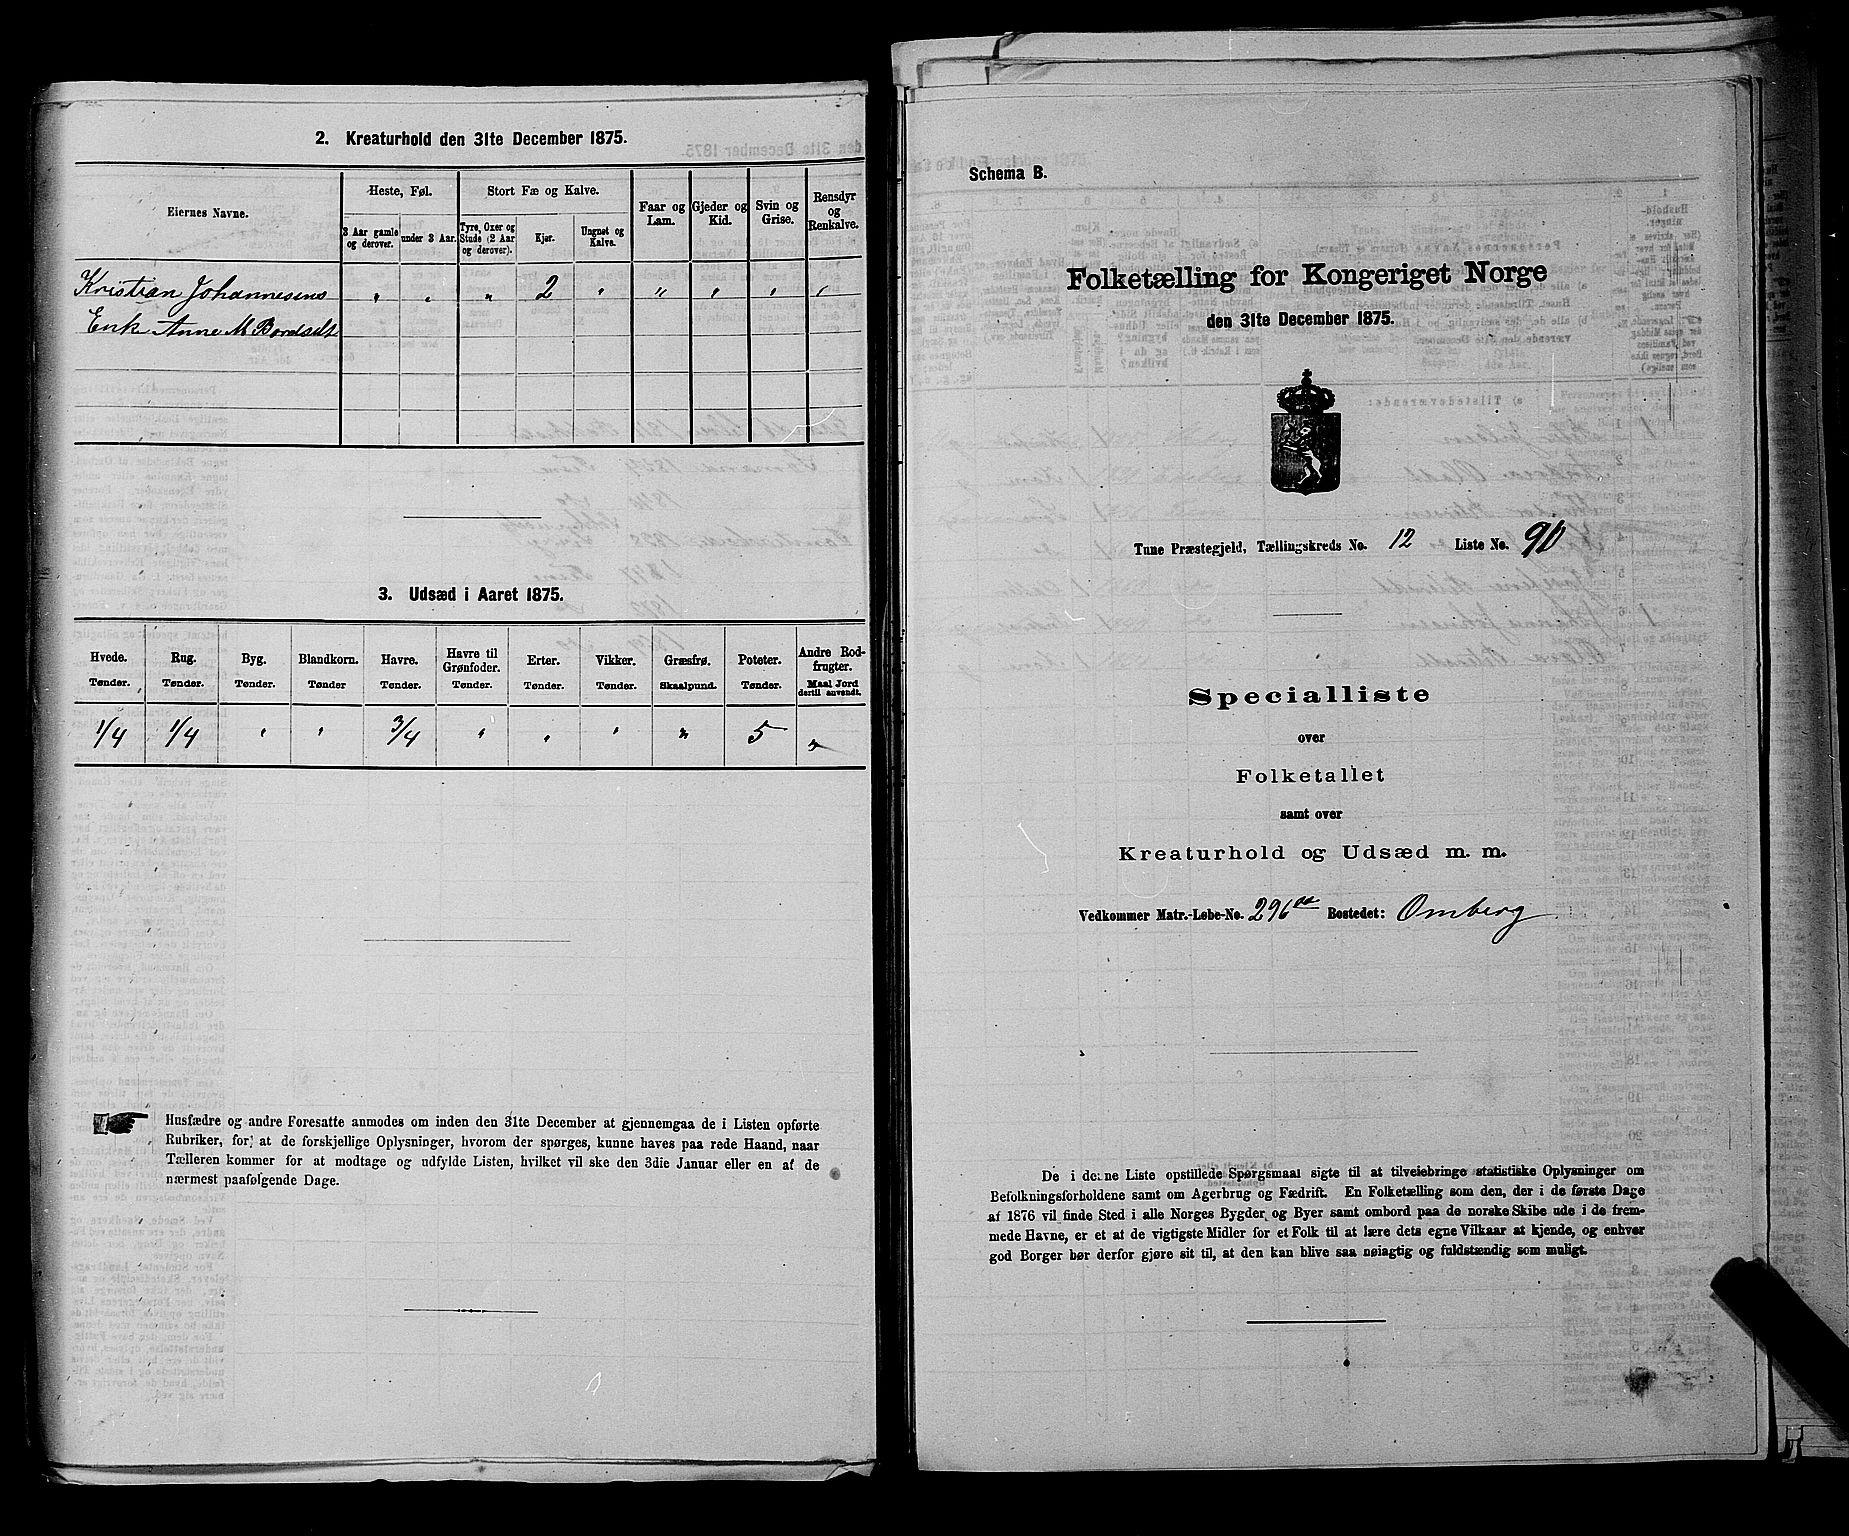 2. Kreaturhold den 31te December 1875.
Eiernes Navne.
Heste, Føl.
3 Aar gamle og derover.
under 3 Aar.
Stort Fæ og Kalve.
Tyre, Oxer og Stude (2 Aar og derover).
Kjør.
Ungnøt og Kalve.
Faar og Lam.
Gjeder og Kid.
Svin og Grise.
Rensdyr og Renkalve.
Kristian Johannesens " " " 2 " " " " "
Enk Anne M
3. Udsæd i Aaret 1875.
Hvede. Rug. Byg. Blandkorn. Havre. Havre til Grønfoder. Erter. Vikker. Græsfrø. Poteter. Andre Rodfrugter.
Tønder. Tønder. Tønder. Tønder Tønder. Tønder. Tønder. Tønder. Skaalpund. Tønder. Maal Jord dertil anvendt.
1/4 1/4 " " 3/4 " " " " 5 "
Husfædre og andre Foresatte anmodes om inden den 31te December at gjennemgaa de i Listen opførte
Rubriker, for at de forskjellige Oplysninger, hvorom der spørges, kunne haves paa rede Haand, naar
Tælleren kommer for at modtage og udfylde Listen, hvilket vil ske den 3die Januar eller en af de
nærmest paafølgende Dage.
Schema B.
Folketælling for Kongeriget Norge
den 31te December 1875.
Tune Præstegjeld, Tællingskreds No. 12 Liste No. 90
Specialliste
over
Folketallet
samt over
Kreaturhold og Udsæd m. m.
Vedkommer Matr.-Løbe-No. 296aa Bostedet: Omberg
De i denne Liste opstillede Spørgsmaal sigte til at tilveiebringe statistiske Oplysninger om
Befolkningsforholdene samt om Agerbrug og Fædrift. En Folketælling som den, der i de første Dage
af 1876 vil finde Sted i alle Norges Bygder og Byer samt ombord paa de norske Skibe ude i de frem-
mede Havne, er et at de vigtigste Midler for et Folk til at lære dets egne Vilkaar at kjende, og enhver
god Borger bør derfor gjøre sit til, at den kan blive saa nøiagtig og fuldstændig som muligt.